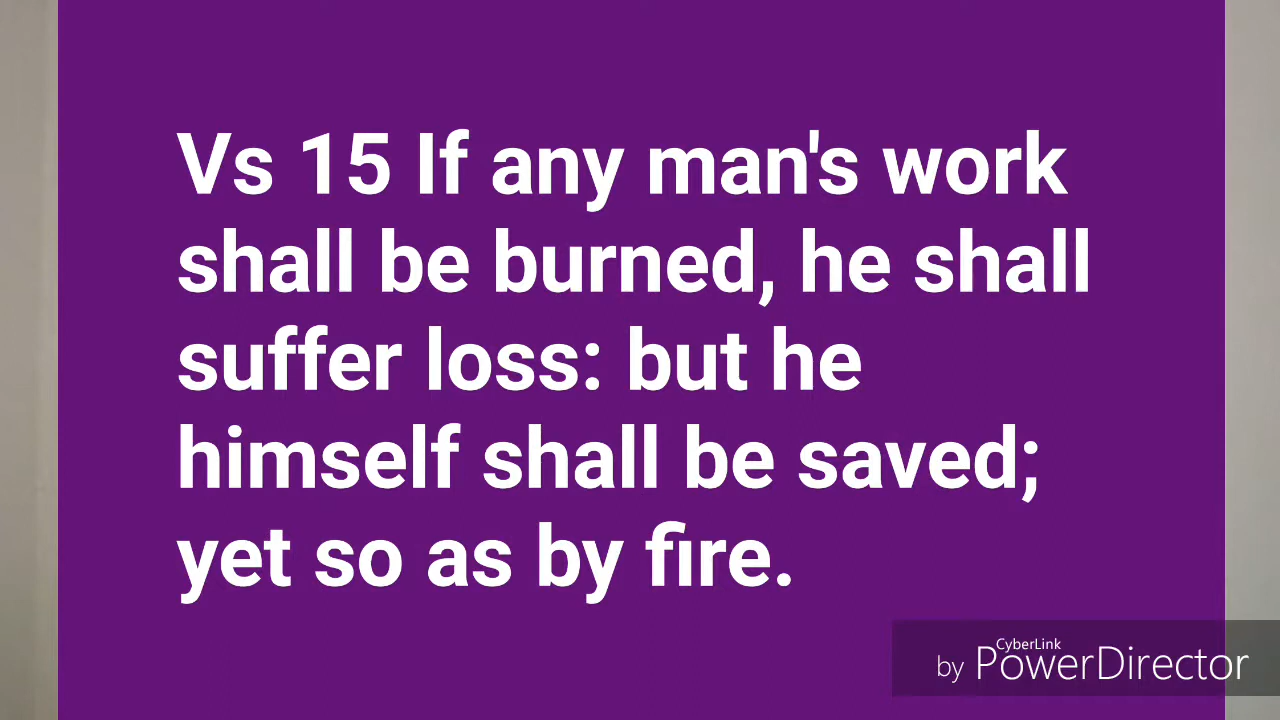 Vs 15 If any man's work
shall be burned, he shall
suffer loss: but he
himself shall be saved;
yet so as by fire.
CyberLink
by PowerDirector